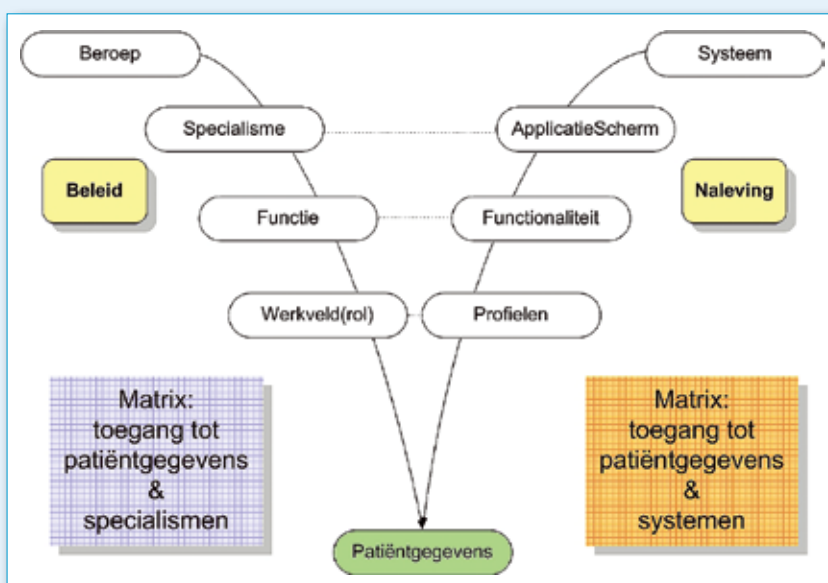 Beroep
Systeem
Specialisme
ApplicatieScherm
Beleid
Naleving
Functie
Functionaliteit
Werkveld(rol)
Profielen
Matrix:
toegang tot
patiëntgegevens
&
specialismen
Matrix:
toegang tot
patiëntgegevens
&
systemen
Patiëntgegevens